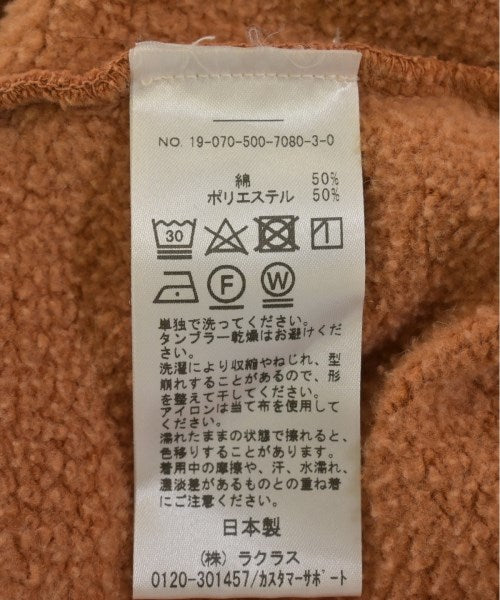 NO. 19-070-500-7080-3-0
綿 50%
ポリエステル 50%
30
F W
単独で洗ってください。
タンブラー乾燥はお避けくだ
さい。
洗濯により収縮やねじれ、型
崩れすることがあるので、形
を整えて干してください。
アイロンは当て布を使用して
ください。
濡れたままの状態で擦れると、
色移りすることがあります。
着用中の摩擦や、汗、水濡れ、
濃淡差があるものとの重ね着
にご注意ください。
日本製
(株) ラクラス
0120-301457/カスタマーサポート